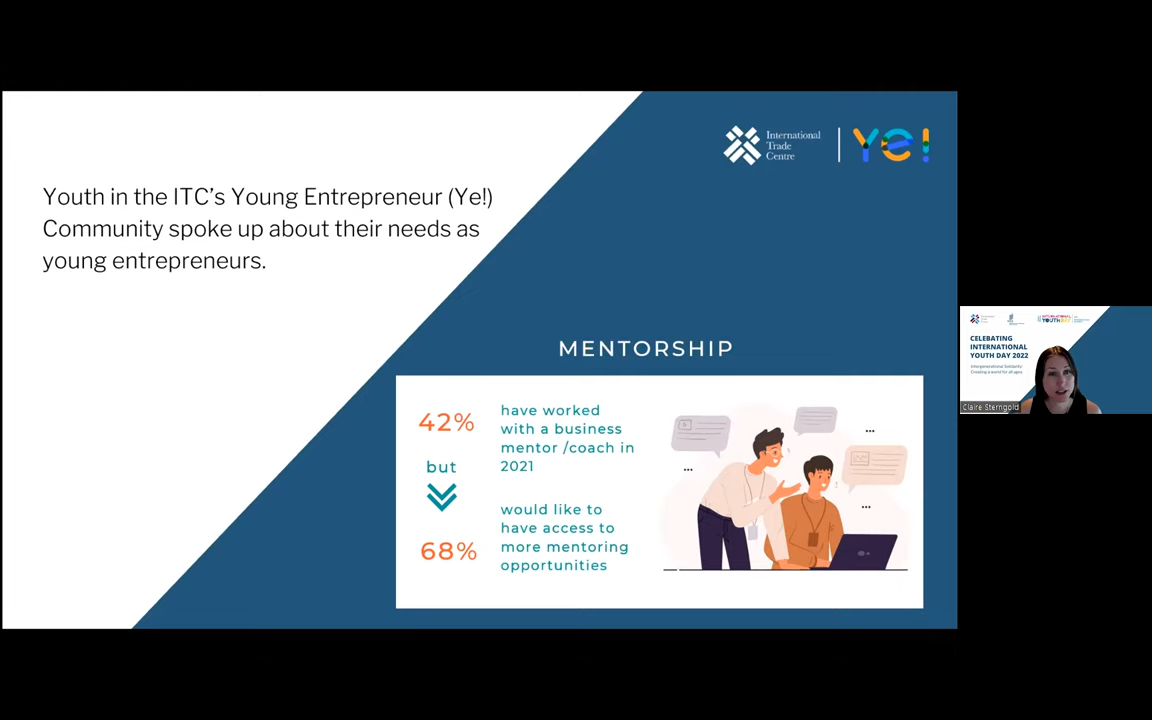 International
Trade
Centre
Ye!
Youth in the ITC’s Young Entrepreneur (Ye!)
Community spoke up about their needs as
young entrepreneurs.
MENTORSHIP
42%
have worked
with a business
mentor /coach in
2021
but
68%
would like to
have access to
more mentoring
opportunities
CELEBRATING
INTERNATIONAL
YOUTH DAY 2022
Intergenerational Solidarity:
Creating a world for all ages
Claire Sterngold